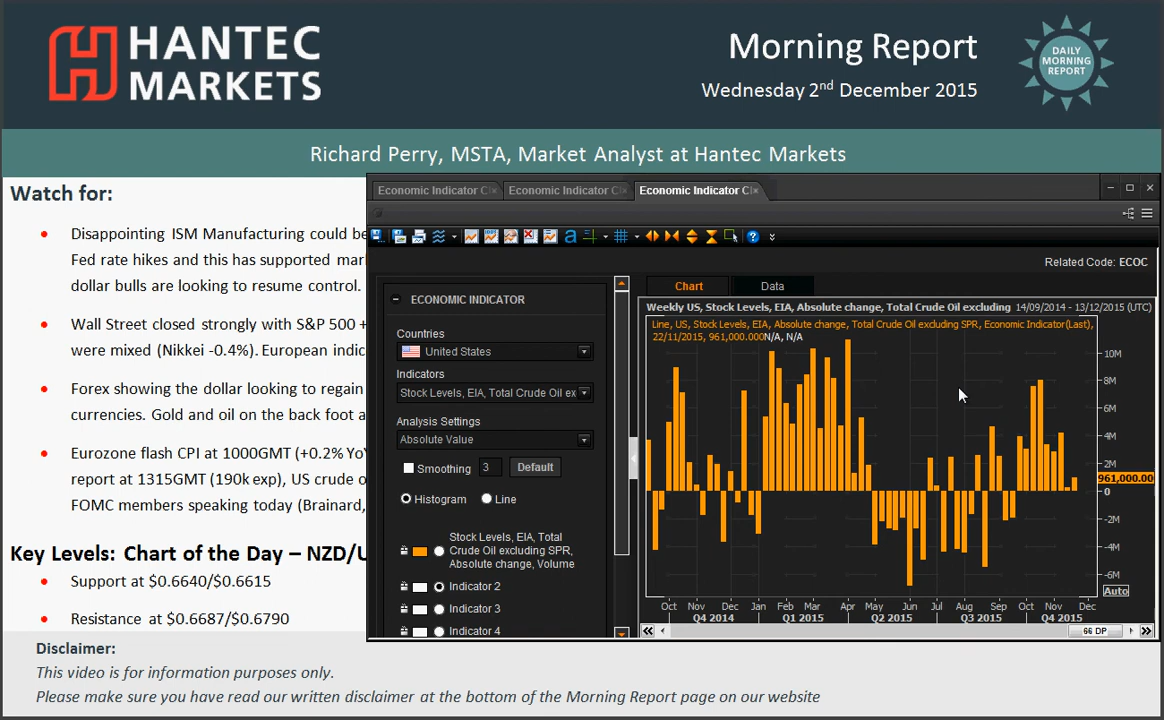 HANTEC
MARKETS
Morning Report
Wednesday 2nd December 2015
DAILY
MORNING
REPORT
Richard Perry, MSTA, Market Analyst at Hantec Markets
Watch for:
Disappointing ISM Manufacturing could be
Fed rate hikes and this has supported mar
dollar bulls are looking to resume control.
Wall Street closed strongly with S&P 500 +
were mixed (Nikkei -0.4%). European indic
Forex showing the dollar looking to regain
currencies. Gold and oil on the back foot a
Eurozone flash CPI at 1000GMT (+0.2% YoY
report at 1315GMT (190k exp), US crude o
FOMC members speaking today (Brainard,
Key Levels: Chart of the Day – NZD/U
Support at $0.6640/$0.6615
Resistance at $0.6687/$0.6790
Economic Indicator C Economic Indicator C Economic Indicator C
Related Code: ECOC
ECONOMIC INDICATOR
Countries
United States
Indicators
Stock Levels, EIA, Total Crude Oil ex
Analysis Settings
Absolute Value
Smoothing 3 Default
Histogram Line
Stock Levels, EIA, Total
Crude Oil excluding SPR,
Absolute change, Volume
Indicator 2
Indicator 3
Indicator 4
Chart Data
Weekly US, Stock Levels, EIA, Absolute change, Total Crude Oil excluding 14/09/2014 - 13/12/2015 (UTC)
Line, US, Stock Levels, EIA, Absolute change, Total Crude Oil excluding SPR, Economic Indicator(Last),
22/11/2015, 961,000.000N/A, N/A
10M
8M
6M
4M
2M
961,000.00
0
-2M
-4M
-6M
Auto
Oct Nov Dec Jan Feb Mar Apr May Jun Jul Aug Sep Oct Nov Dec
Q4 2014 Q1 2015 Q2 2015 Q3 2015 Q4 2015
66 DP
Disclaimer:
This video is for information purposes only.
Please make sure you have read our written disclaimer at the bottom of the Morning Report page on our website